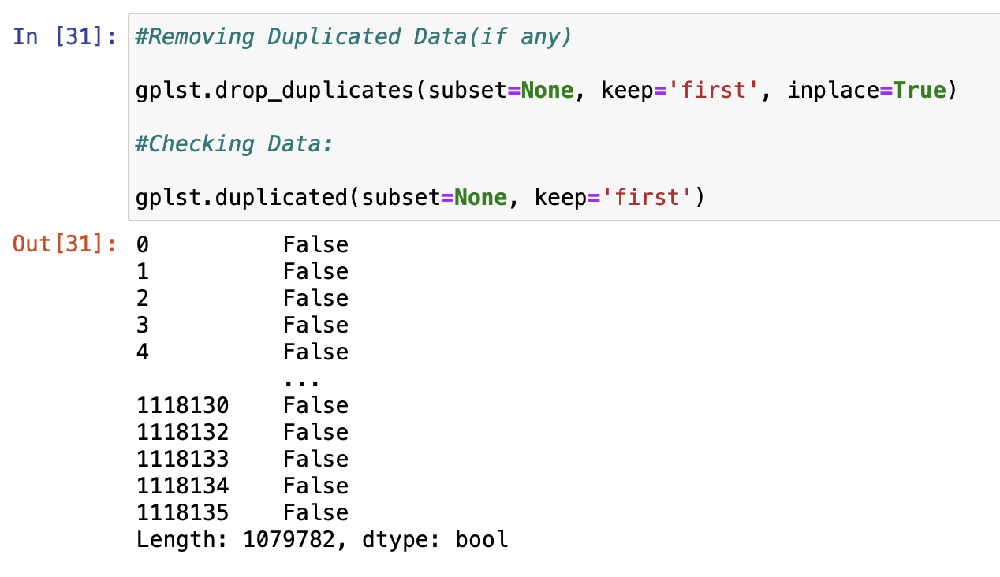 In [31]: #Removing Duplicated Data(if any)
gplst.drop_duplicates(subset=None, keep='first', inplace=True)
#Checking Data:
gplst.duplicated(subset=None, keep='first')
Out[31]: 0          False
1          False
2          False
3          False
4          False
...
1118130    False
1118132    False
1118133    False
1118134    False
1118135    False
Length: 1079782, dtype: bool